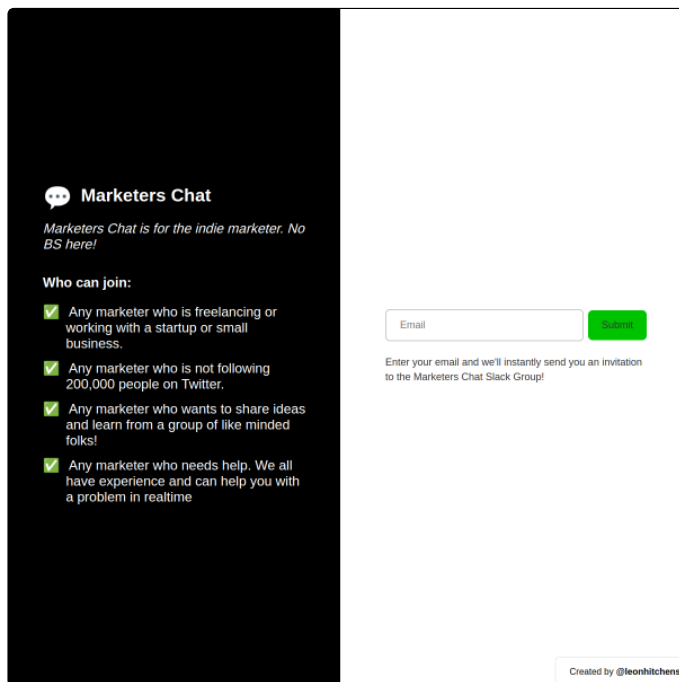 Marketers Chat
Marketers Chat is for the indie marketer. No
BS here!
Who can join:
✅ Any marketer who is freelancing or
working with a startup or small
business.
✅ Any marketer who is not following
200,000 people on Twitter.
✅ Any marketer who wants to share ideas
and learn from a group of like minded
folks!
✅ Any marketer who needs help. We all
have experience and can help you with
a problem in realtime
Email
Submit
Enter your email and we'll instantly send you an invitation
to the Marketers Chat Slack Group!
Created by @leonhitchens